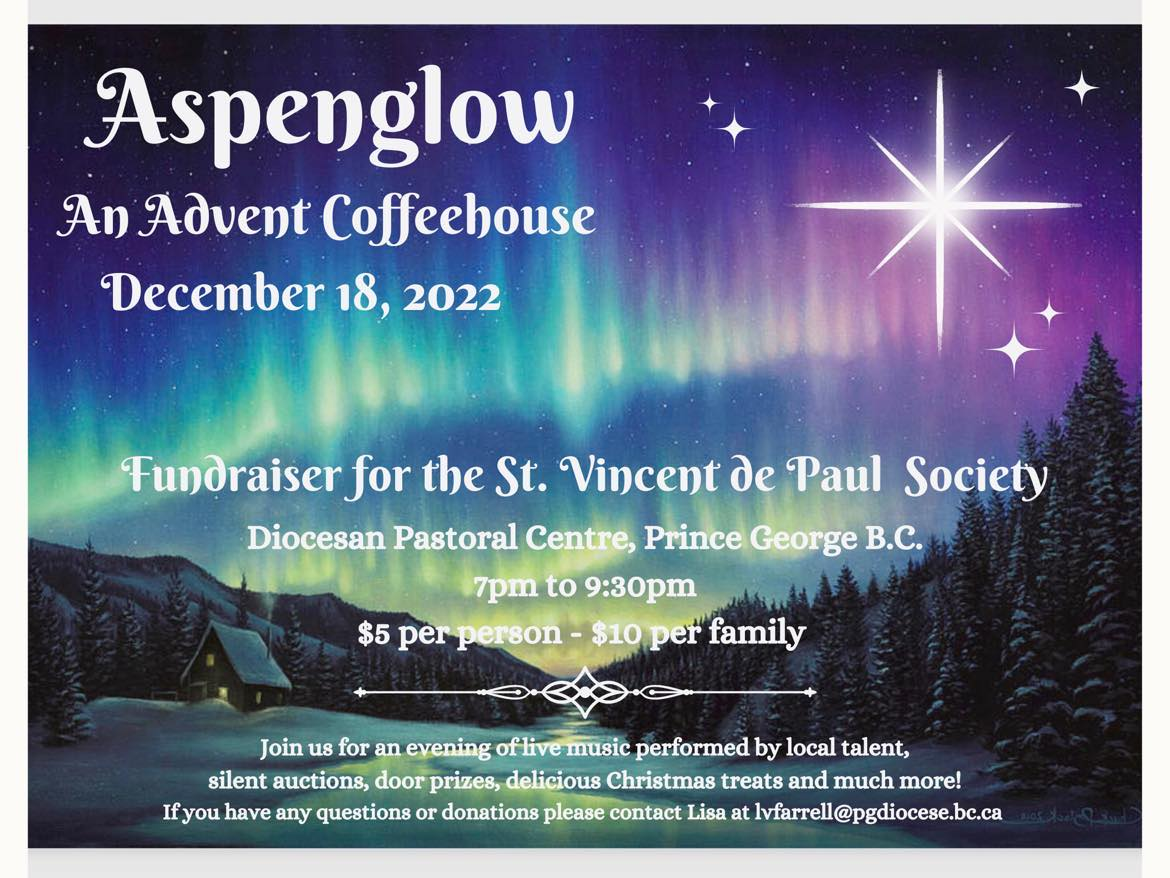 Aspenglow
An Advent Coffeehouse
December 18, 2022
Fundraiser for the St. Vincent de Paul Society
Diocesan Pastoral Centre, Prince George B.C.
7pm to 9:30pm
$5 per person - $10 per family
Join us for an evening of live music performed by local talent,
silent auctions, door prizes, delicious Christmas treats and much more!
If you have any questions or donations please contact Lisa at lvfarrell@pgdiocese.bc.ca